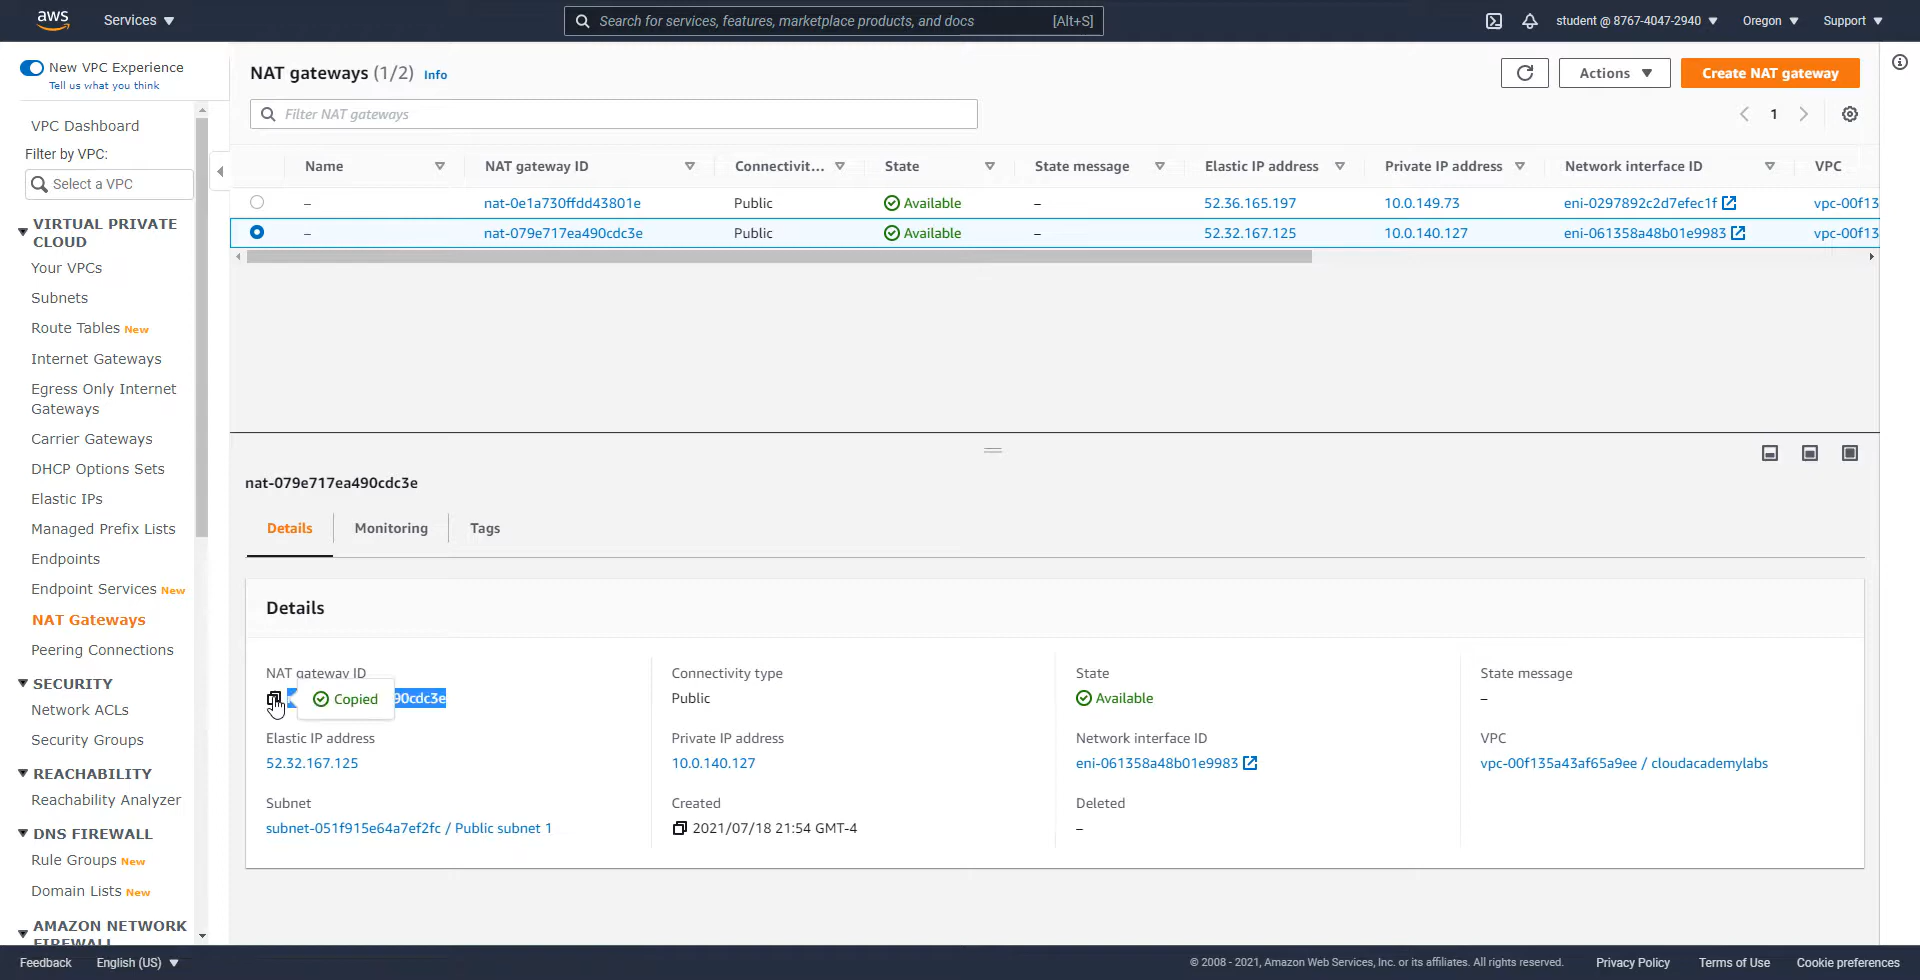 aws
Services
Search for services, features, marketplace products, and docs
[Alt+S]
student @ 8767-4047-2940
Oregon
Support
New VPC Experience
Tell us what you think
VPC Dashboard
Filter by VPC:
Select a VPC
VIRTUAL PRIVATE
CLOUD
Your VPCs
Subnets
Route Tables New
Internet Gateways
Egress Only Internet
Gateways
Carrier Gateways
DHCP Options Sets
Elastic IPs
Managed Prefix Lists
Endpoints
Endpoint Services New
NAT Gateways
Peering Connections
SECURITY
Network ACLs
Security Groups
REACHABILITY
Reachability Analyzer
DNS FIREWALL
Rule Groups New
Domain Lists New
AMAZON NETWORK
FIREWALL
NAT gateways (1/2) Info
Actions
Create NAT gateway
Filter NAT gateways
1
Name NAT gateway ID Connectivit... State State message Elastic IP address Private IP address Network interface ID VPC
– nat-0e1a730ffdd43801e Public Available – 52.36.165.197 10.0.149.73 eni-0297892c2d7efec1f vpc-00f13
– nat-079e717ea490cdc3e Public Available – 52.32.167.125 10.0.140.127 eni-061358a48b01e9983 vpc-00f13
nat-079e717ea490cdc3e
Details Monitoring Tags
Details
NAT gateway ID
Copied
90cdc3e
Connectivity type
Public
State
Available
State message
–
Elastic IP address
52.32.167.125
Private IP address
10.0.140.127
Network interface ID
eni-061358a48b01e9983
VPC
vpc-00f135a43af65a9ee / cloudacademylabs
Subnet
subnet-051f915e64a7ef2fc / Public subnet 1
Created
2021/07/18 21:54 GMT-4
Deleted
–
Feedback
English (US)
© 2008 - 2021, Amazon Web Services, Inc. or its affiliates. All rights reserved.
Privacy Policy
Terms of Use
Cookie preferences